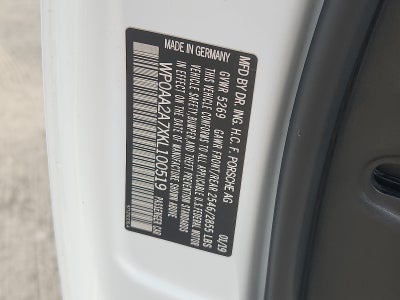 MFD BY DR. ING. H.C. F. PORSCHE AG
GVWR 5269 GAWR FRONT/REAR 2546/2855 LBS 01/19
THIS VEHICLE CONFORMS TO ALL APPLICABLE U.S. FEDERAL MOTOR
VEHICLE SAFETY, BUMPER, AND THEFT PREVENTION STANDARDS
IN EFFECT ON THE DATE OF MANUFACTURE SHOWN ABOVE.
WP0AA2A7XKL100519 PASSENGER CAR
MADE IN GERMANY